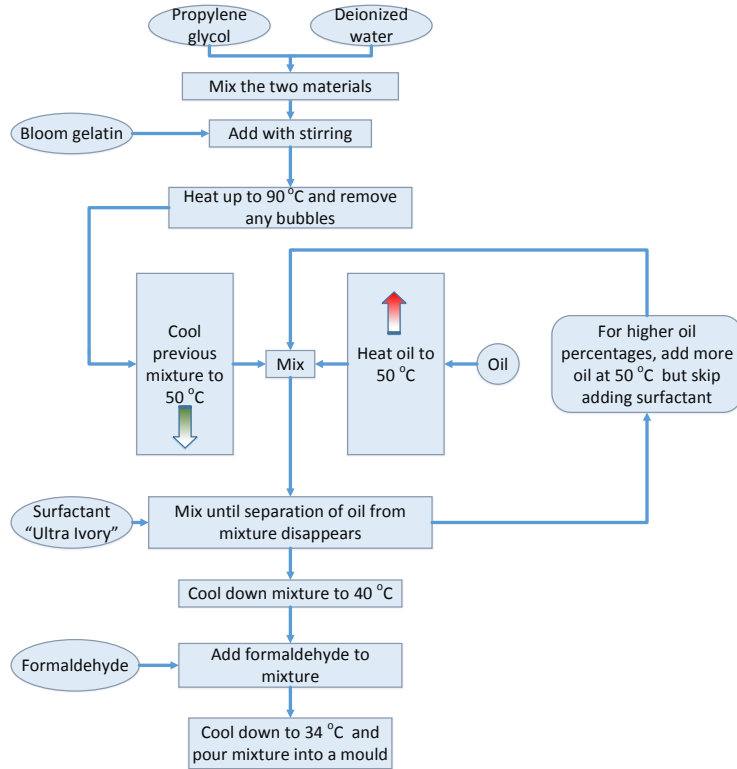 Propylene
glycol
Deionized
water
Mix the two materials
Bloom gelatin
Add with stirring
Heat up to 90 °C and remove
any bubbles
Cool
previous
mixture to
50 °C
Mix
Heat oil to
50 °C
Oil
For higher oil
percentages, add more
oil at 50 °C but skip
adding surfactant
Surfactant
“Ultra Ivory”
Mix until separation of oil from
mixture disappears
Cool down mixture to 40 °C
Formaldehyde
Add formaldehyde to
mixture
Cool down to 34 °C and
pour mixture into a mould